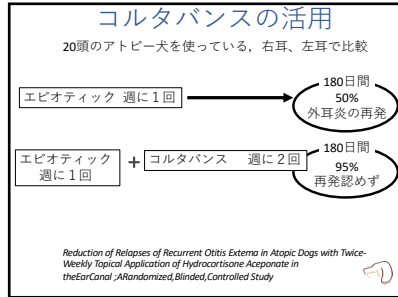 コルタバンスの活用
20頭のアトピー犬を使っている，右耳、左耳で比較
エピオティック 週に１回
180日間
50%
外耳炎の再発
エピオティック
週に１回
+
コルタバンス 週に２回
180日間
95%
再発認めず
Reduction of Relapses of Recurrent Otitis Extema in Atopic Dogs with Twice-
Weekly Topical Application of Hydrocortisone Aceponate in
theEarCanal ;ARandomized,Blinded,Controlled Study